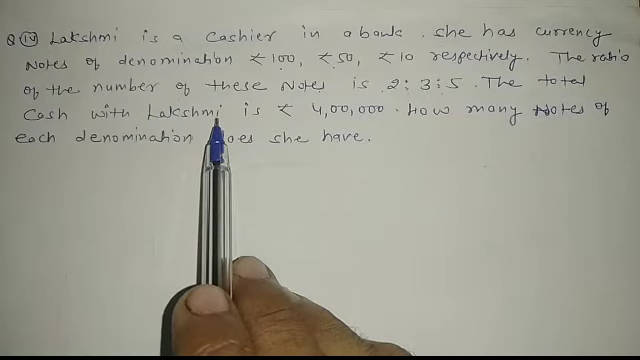 Q (iv) Lakshmi is a cashier in a bank. She has currency
Notes of denomination ₹100, ₹50, ₹10 respectively. The ratio
of the number of these Notes is 2:3:5. The total
Cash with Lakshmi is ₹ 4,00,000. How many Notes of
each denomination does she have.